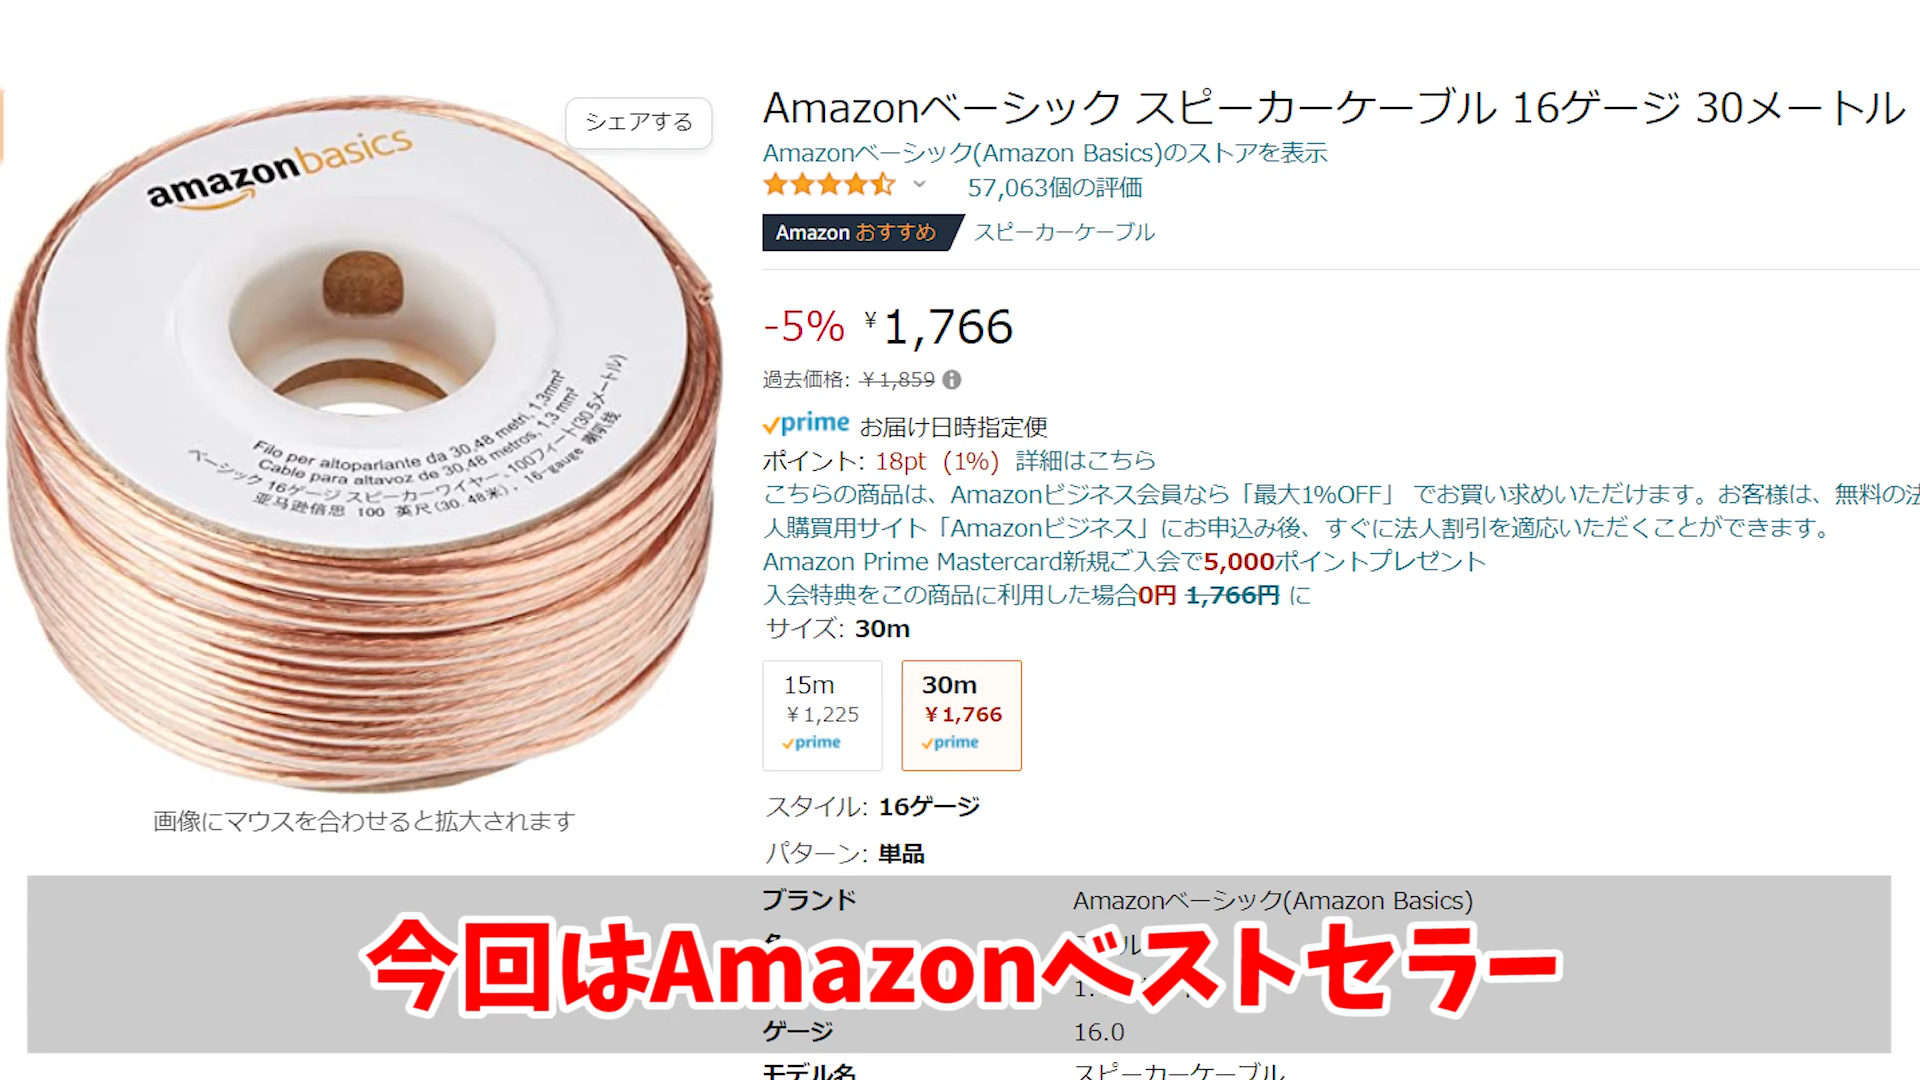 amazonbasics
Filo per altoparlante da 30,48 metri, 1,3mm²
Cable para altavoz de 30,48 metros, 1,3 mm²
ベーシック 16ゲージ スピーカーワイヤー - 100フィート(30.5メートル)
亚马逊倍思 100 英尺(30.48米), 16-gauge 喇叭线
シェアする
画像にマウスを合わせると拡大されます
Amazonベーシック スピーカーケーブル 16ゲージ 30メートル
Amazonベーシック(Amazon Basics)のストアを表示
57,063個の評価
Amazon おすすめ スピーカーケーブル
-5% ¥1,766
過去価格: ¥1,859
prime お届け日時指定便
ポイント: 18pt (1%) 詳細はこちら
こちらの商品は、Amazonビジネス会員なら「最大1%OFF」 でお買い求めいただけます。お客様は、無料の法
人購買用サイト「Amazonビジネス」にお申込み後、すぐに法人割引を適応いただくことができます。
Amazon Prime Mastercard新規ご入会で5,000ポイントプレゼント
入会特典をこの商品に利用した場合0円 1,766円 に
サイズ: 30m
15m
¥1,225
prime
30m
¥1,766
prime
スタイル: 16ゲージ
パターン: 単品
ブランド Amazonベーシック(Amazon Basics)
今回はAmazonベストセラー
ゲージ 16.0
モデル名 スピーカーケーブル